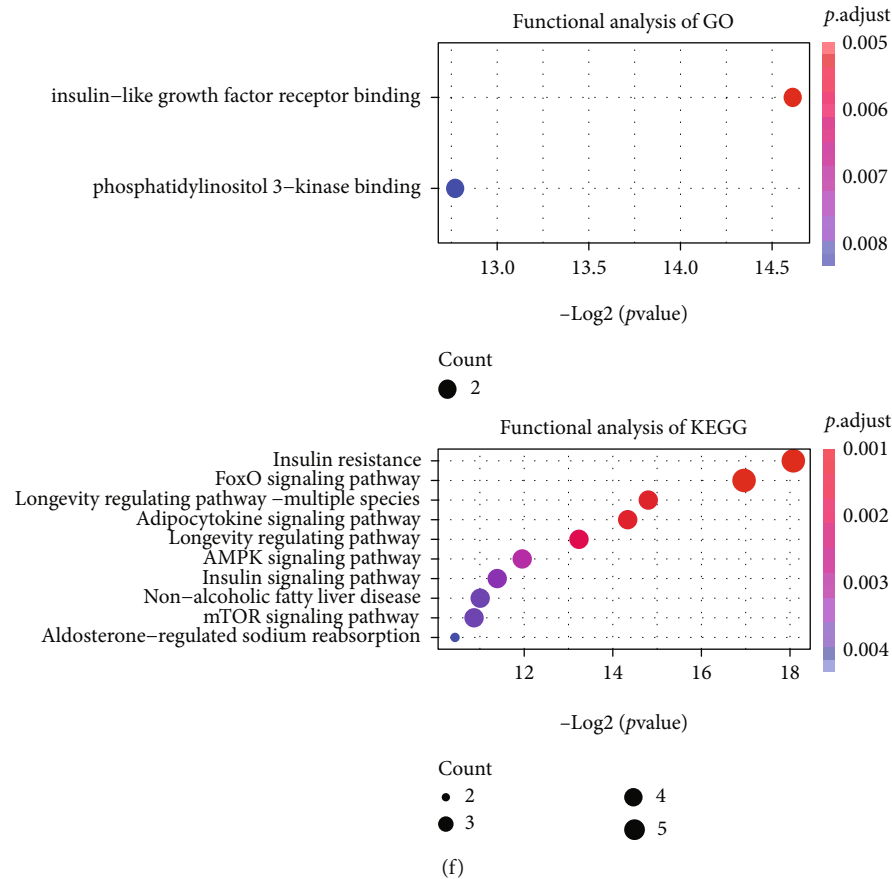 Functional analysis of GO
p.adjust
insulin−like growth factor receptor binding
phosphatidylinositol 3−kinase binding
0.005
0.006
0.007
0.008
13.0 13.5 14.0 14.5
−Log2 (pvalue)
Count
2
Functional analysis of KEGG
p.adjust
Insulin resistance
FoxO signaling pathway
Longevity regulating pathway −multiple species
Adipocytokine signaling pathway
Longevity regulating pathway
AMPK signaling pathway
Insulin signaling pathway
Non−alcoholic fatty liver disease
mTOR signaling pathway
Aldosterone−regulated sodium reabsorption
0.001
0.002
0.003
0.004
12 14 16 18
−Log2 (pvalue)
Count
2 4
3 5
(f)